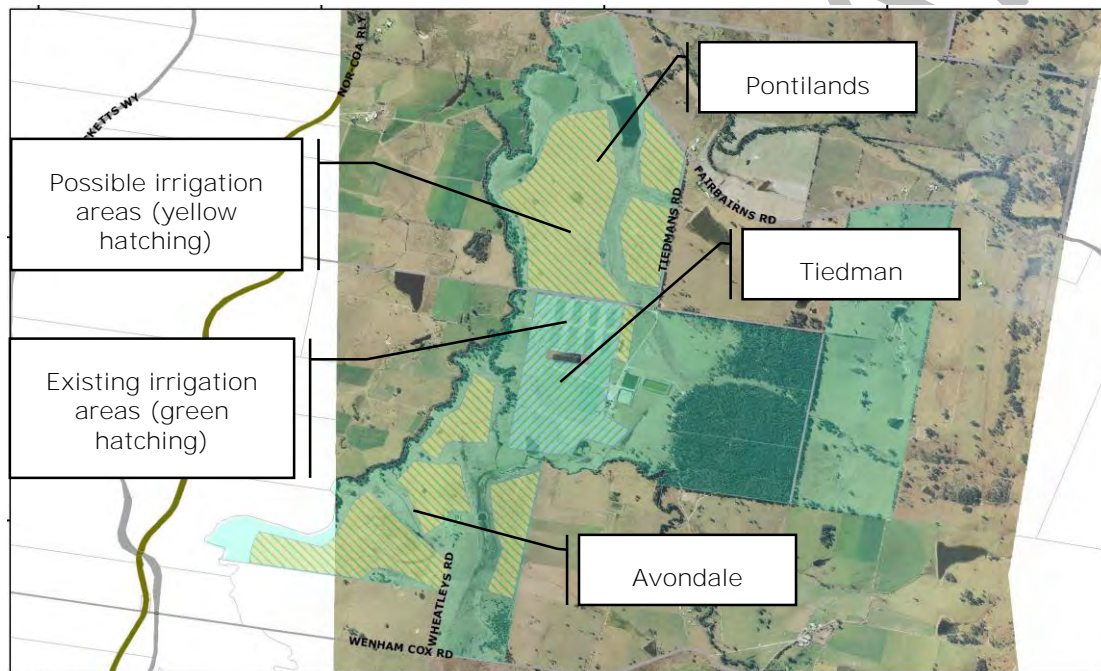 KETTS WY
NOR-COA RLY
Pontilands
Possible irrigation
areas (yellow
hatching)
FAIRBAIRNS RD
TIEDMANS RD
Tiedman
Existing irrigation
areas (green
hatching)
Avondale
WHEATLEYS RD
WENHAM COX RD